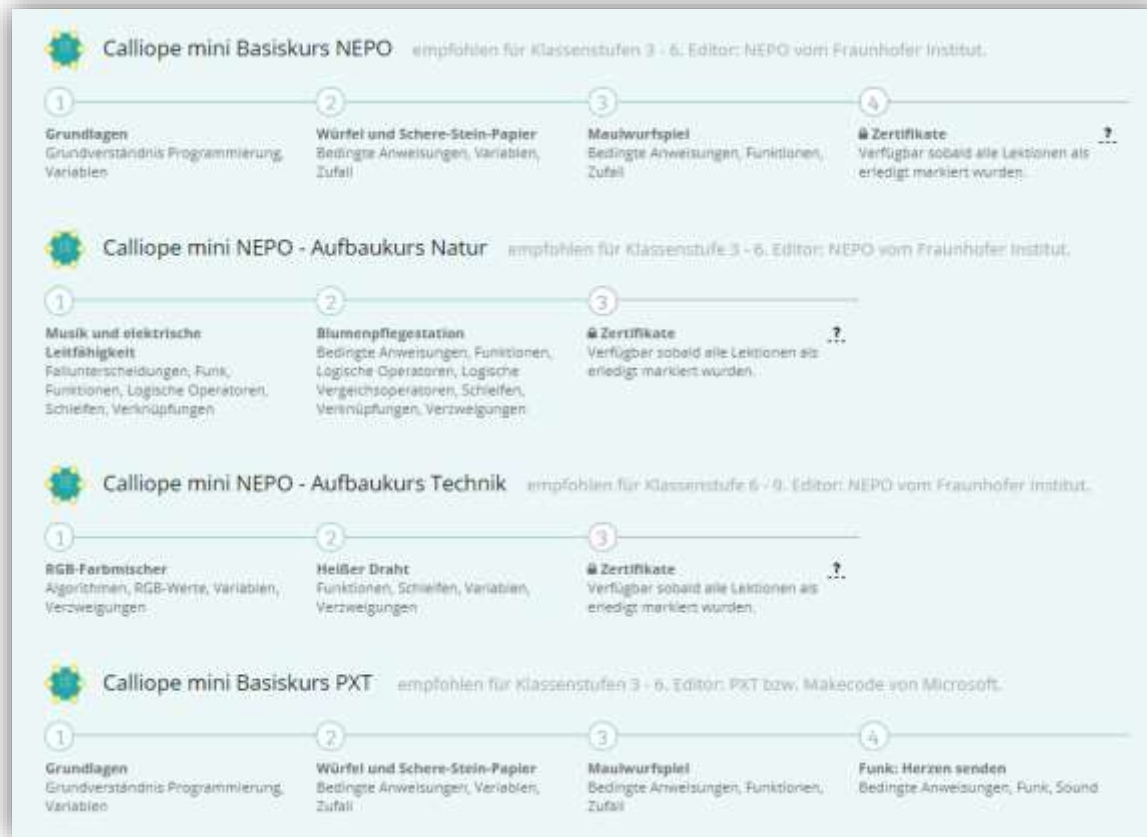 Calliope mini Basiskurs NEPO empfohlen für Klassenstufen 3 - 6. Editor: NEPO vom Fraunhofer Institut.
1 2 3 4
Grundlagen
Grundverständnis Programmierung,
Variablen
Würfel und Schere-Stein-Papier
Bedingte Anweisungen, Variablen,
Zufall
Maulwurfspiel
Bedingte Anweisungen, Funktionen,
Zufall
Zertifikate ?
Verfügbar sobald alle Lektionen als
erledigt markiert wurden.
Calliope mini NEPO - Aufbaukurs Natur empfohlen für Klassenstufe 3 - 6. Editor: NEPO vom Fraunhofer Institut.
1 2 3
Musik und elektrische
Leitfähigkeit
Fallunterscheidungen, Funk,
Funktionen, Logische Operatoren,
Schleifen, Verknüpfungen
Blumenpflegestation
Bedingte Anweisungen, Funktionen,
Logische Operatoren, Logische
Vergeichsoperatoren, Schleifen,
Verknüpfungen, Verzweigungen
Zertifikate ?
Verfügbar sobald alle Lektionen als
erledigt markiert wurden.
Calliope mini NEPO - Aufbaukurs Technik empfohlen für Klassenstufe 6 - 9. Editor: NEPO vom Fraunhofer Institut.
1 2 3
RGB-Farbmischer
Algorithmen, RGB-Werte, Variablen,
Verzweigungen
Heißer Draht
Funktionen, Schleifen, Variablen,
Verzweigungen
Zertifikate ?
Verfügbar sobald alle Lektionen als
erledigt markiert wurden.
Calliope mini Basiskurs PXT empfohlen für Klassenstufen 3 - 6. Editor: PXT bzw. Makecode von Microsoft.
1 2 3 4
Grundlagen
Grundverständnis Programmierung,
Variablen
Würfel und Schere-Stein-Papier
Bedingte Anweisungen, Variablen,
Zufall
Maulwurfspiel
Bedingte Anweisungen, Funktionen,
Zufall
Funk: Herzen senden
Bedingte Anweisungen, Funk, Sound